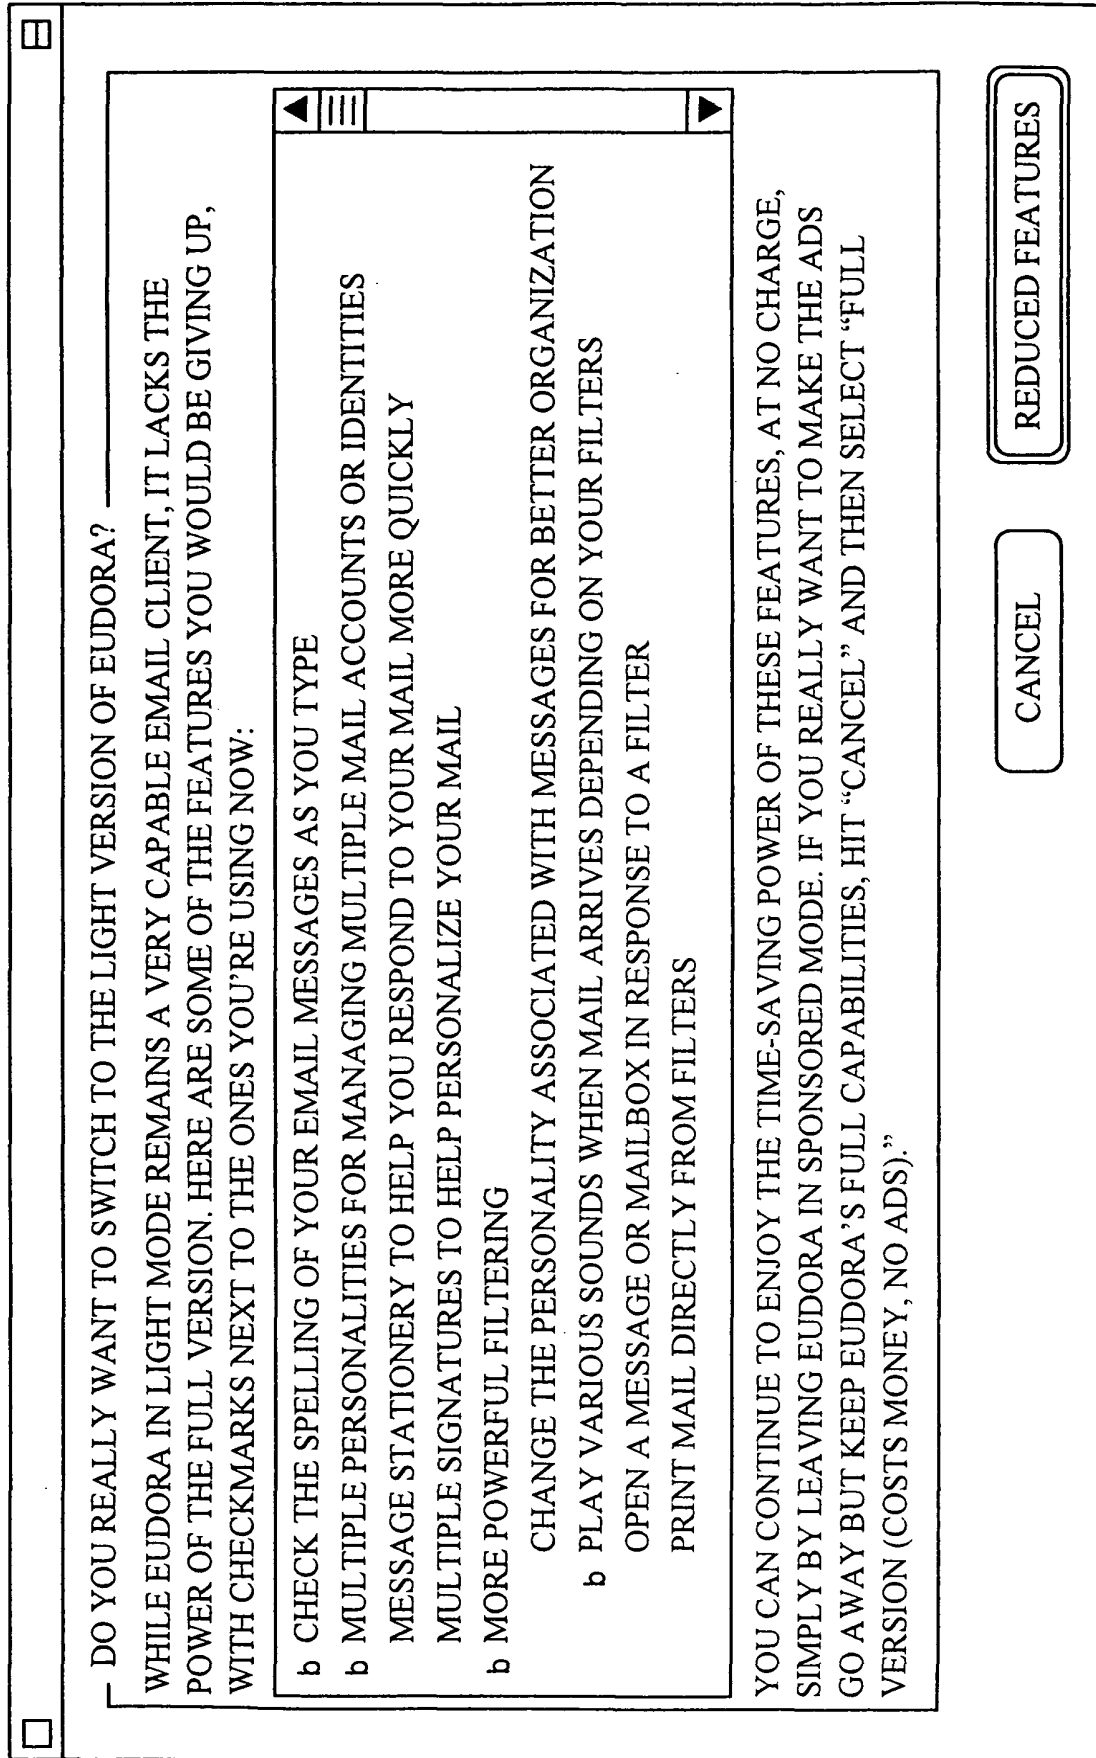 DO YOU REALLY WANT TO SWITCH TO THE LIGHT VERSION OF EUDORA?
WHILE EUDORA IN LIGHT MODE REMAINS A VERY CAPABLE EMAIL CLIENT, IT LACKS THE
POWER OF THE FULL VERSION. HERE ARE SOME OF THE FEATURES YOU WOULD BE GIVING UP,
WITH CHECKMARKS NEXT TO THE ONES YOU'RE USING NOW:
b CHECK THE SPELLING OF YOUR EMAIL MESSAGES AS YOU TYPE
b MULTIPLE PERSONALITIES FOR MANAGING MULTIPLE MAIL ACCOUNTS OR IDENTITIES
MESSAGE STATIONERY TO HELP YOU RESPOND TO YOUR MAIL MORE QUICKLY
MULTIPLE SIGNATURES TO HELP PERSONALIZE YOUR MAIL
b MORE POWERFUL FILTERING
CHANGE THE PERSONALITY ASSOCIATED WITH MESSAGES FOR BETTER ORGANIZATION
b PLAY VARIOUS SOUNDS WHEN MAIL ARRIVES DEPENDING ON YOUR FILTERS
OPEN A MESSAGE OR MAILBOX IN RESPONSE TO A FILTER
PRINT MAIL DIRECTLY FROM FILTERS
YOU CAN CONTINUE TO ENJOY THE TIME-SAVING POWER OF THESE FEATURES, AT NO CHARGE,
SIMPLY BY LEAVING EUDORA IN SPONSORED MODE. IF YOU REALLY WANT TO MAKE THE ADS
GO AWAY BUT KEEP EUDORA'S FULL CAPABILITIES, HIT “CANCEL” AND THEN SELECT “FULL
VERSION (COSTS MONEY, NO ADS).”
CANCEL
REDUCED FEATURES